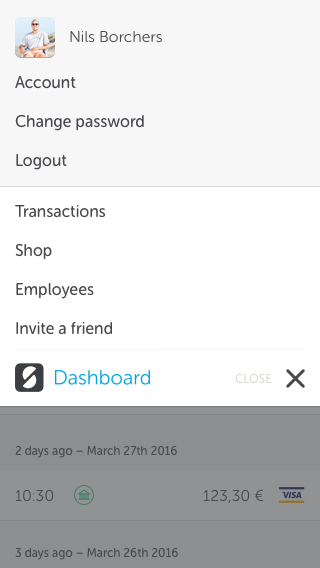 Nils Borchers
Account
Change password
Logout
Transactions
Shop
Employees
Invite a friend
Dashboard CLOSE
2 days ago – March 27th 2016
10:30 123,30 € VISA
3 days ago – March 26th 2016